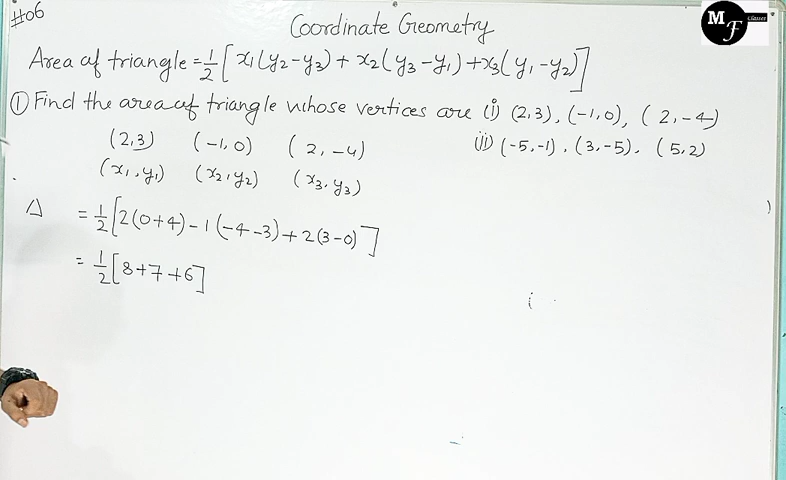 #06
Coordinate Geometry
M F Classes
Area of triangle = 1/2 [ x₁(y₂-y₃) + x₂(y₃-y₁) + x₃(y₁-y₂) ]
① Find the area of triangle whose vertices are (i) (2,3), (-1,0), (2,-4)
(ii) (-5,-1), (3,-5), (5,2)
(2,3) (-1,0) (2,-4)
(x₁,y₁) (x₂,y₂) (x₃,y₃)
Δ = 1/2 [2(0+4)-1(-4-3)+2(3-0)]
= 1/2 [8+7+6]